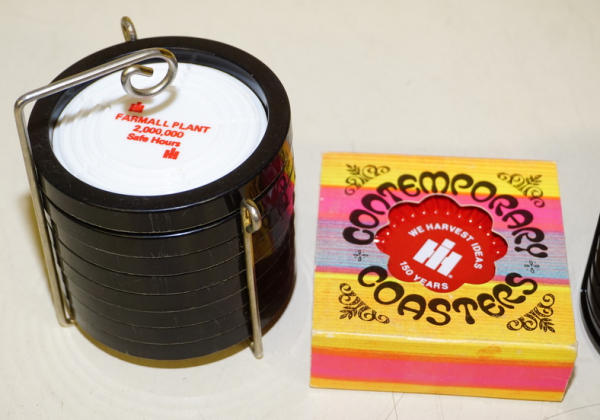 FARMALL PLANT
2,000,000
Safe Hours
CONTEMPORARY
WE HARVEST IDEAS
150 YEARS
COASTERS